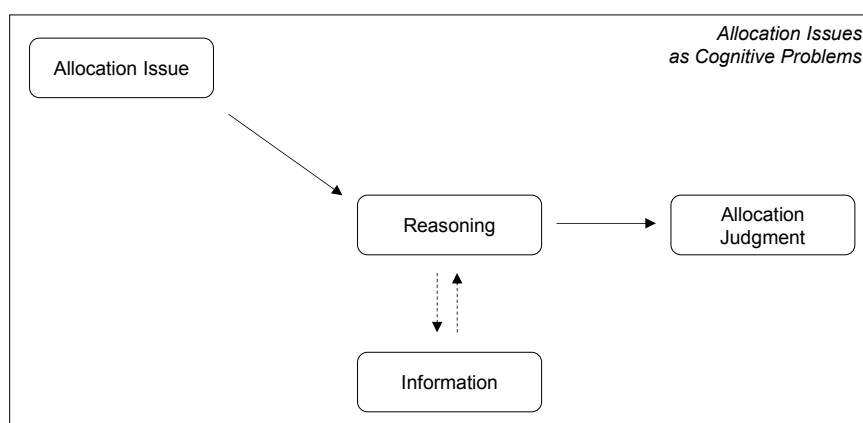 Allocation Issues
as Cognitive Problems
Allocation Issue
Reasoning
Allocation
Judgment
Information